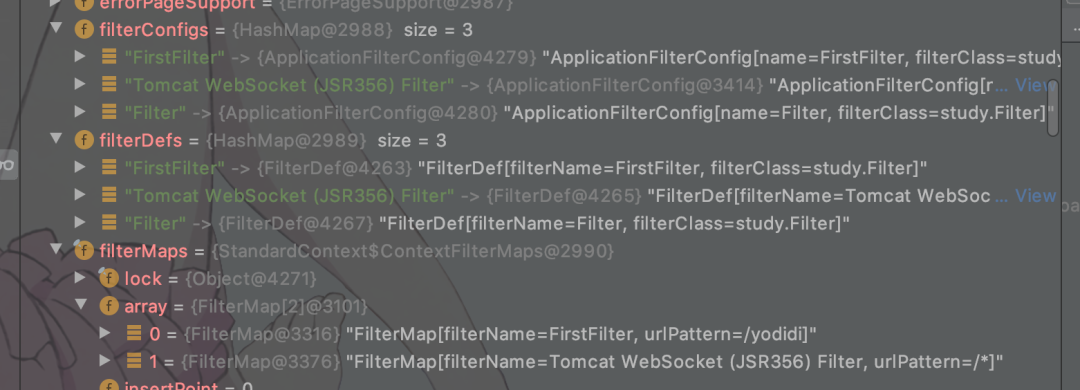 f errorPageSupport = {ErrorPageSupport@2987}
f filterConfigs = {HashMap@2988} size = 3
"FirstFilter" -> {ApplicationFilterConfig@4279} "ApplicationFilterConfig[name=FirstFilter, filterClass=study
"Tomcat WebSocket (JSR356) Filter" -> {ApplicationFilterConfig@3414} "ApplicationFilterConfig[r... View
"Filter" -> {ApplicationFilterConfig@4280} "ApplicationFilterConfig[name=Filter, filterClass=study.Filter]"
f filterDefs = {HashMap@2989} size = 3
"FirstFilter" -> {FilterDef@4263} "FilterDef[filterName=FirstFilter, filterClass=study.Filter]"
"Tomcat WebSocket (JSR356) Filter" -> {FilterDef@4265} "FilterDef[filterName=Tomcat WebSoc ... View
"Filter" -> {FilterDef@4267} "FilterDef[filterName=Filter, filterClass=study.Filter]"
f filterMaps = {StandardContext$ContextFilterMaps@2990}
f lock = {Object@4271}
f array = {FilterMap[2]@3101}
0 = {FilterMap@3316} "FilterMap[filterName=FirstFilter, urlPattern=/yodidi]"
1 = {FilterMap@3376} "FilterMap[filterName=Tomcat WebSocket (JSR356) Filter, urlPattern=/*]"
f insertPoint = 0